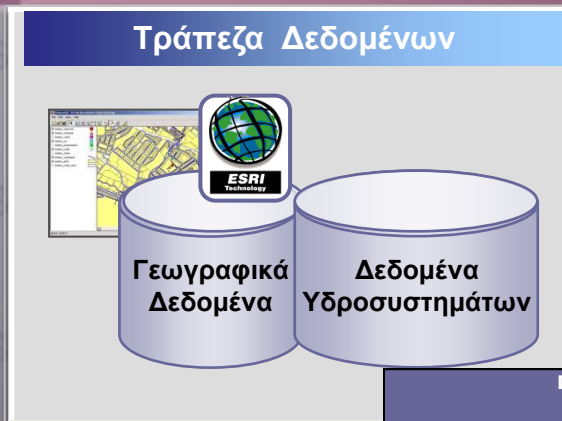 Τράπεζα Δεδομένων
ESRI
Technology
Γεωγραφικά
Δεδομένα
Δεδομένα
Υδροσυστημάτων